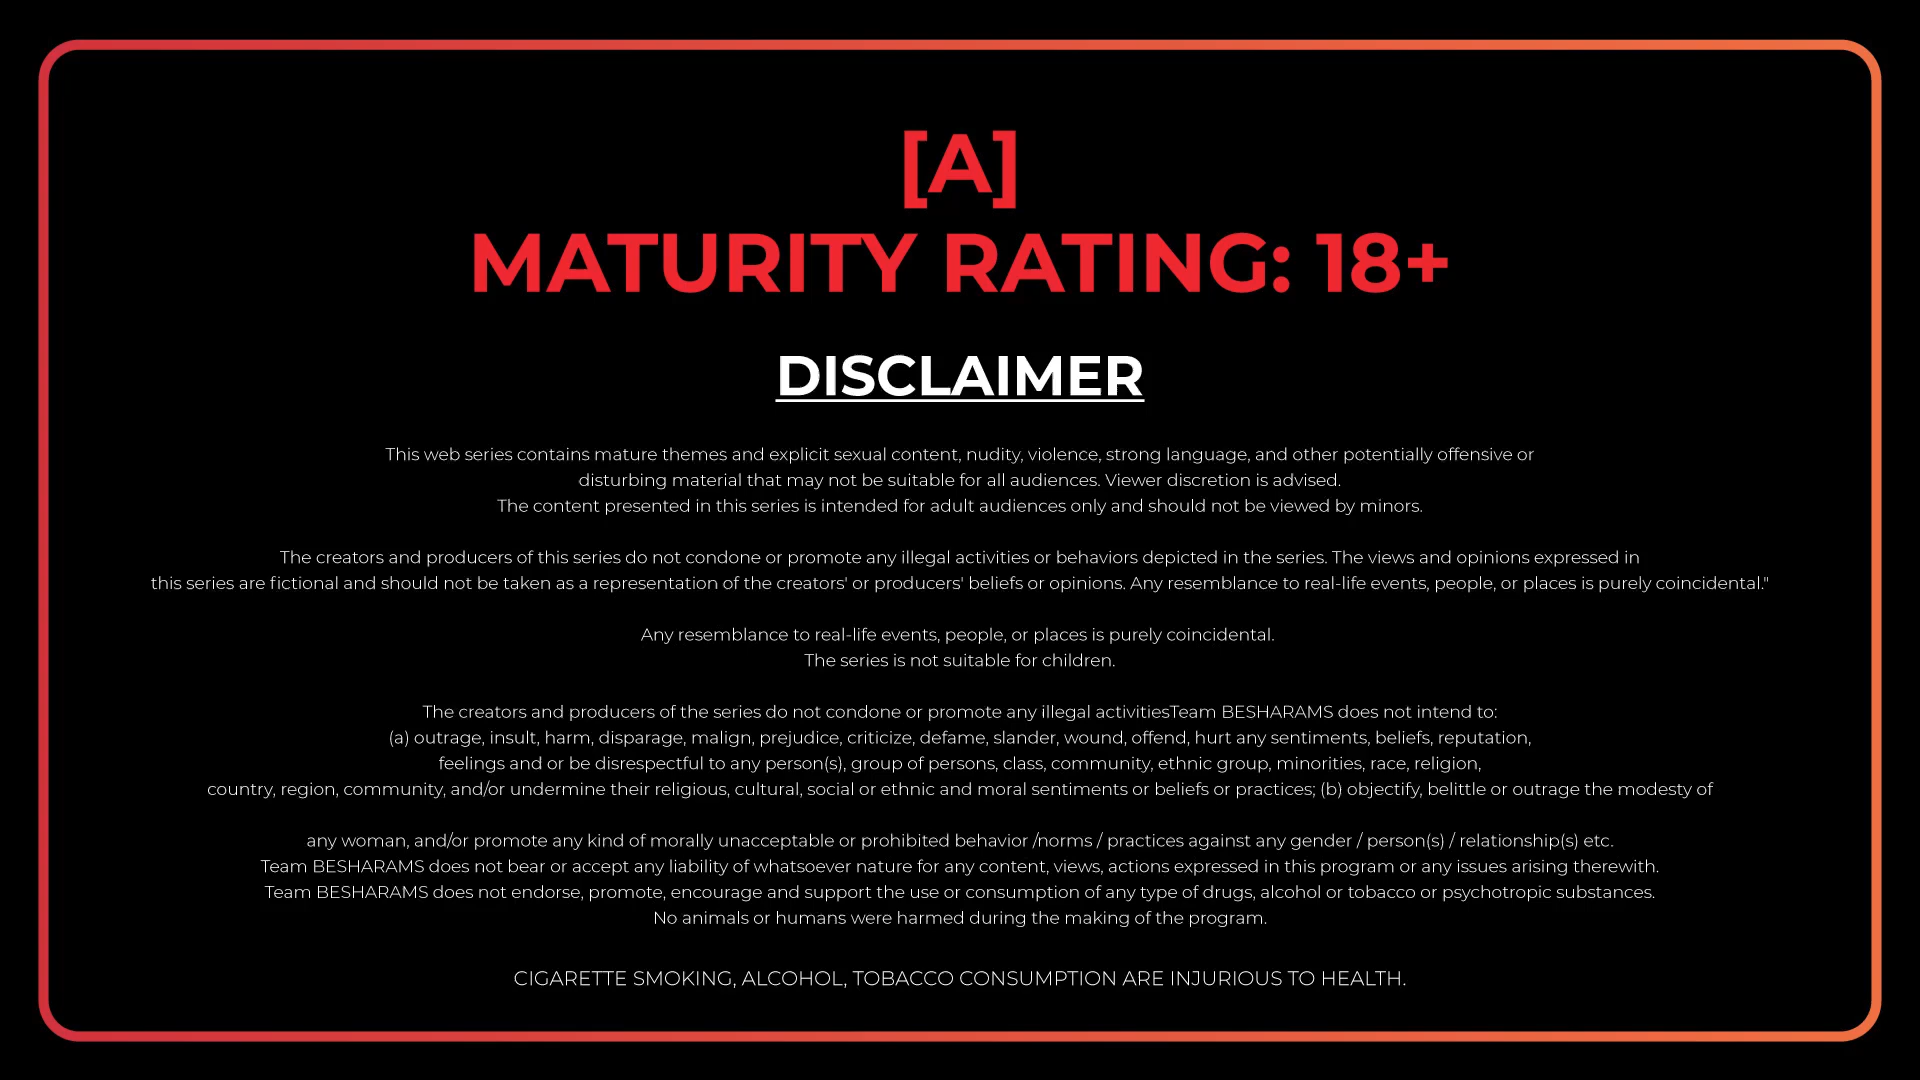 [A]
MATURITY RATING: 18+
DISCLAIMER
This web series contains mature themes and explicit sexual content, nudity, violence, strong language, and other potentially offensive or
disturbing material that may not be suitable for all audiences. Viewer discretion is advised.
The content presented in this series is intended for adult audiences only and should not be viewed by minors.
The creators and producers of this series do not condone or promote any illegal activities or behaviors depicted in the series. The views and opinions expressed in
this series are fictional and should not be taken as a representation of the creators' or producers' beliefs or opinions. Any resemblance to real-life events, people, or places is purely coincidental."
Any resemblance to real-life events, people, or places is purely coincidental.
The series is not suitable for children.
The creators and producers of the series do not condone or promote any illegal activitiesTeam BESHARAMS does not intend to:
(a) outrage, insult, harm, disparage, malign, prejudice, criticize, defame, slander, wound, offend, hurt any sentiments, beliefs, reputation,
feelings and or be disrespectful to any person(s), group of persons, class, community, ethnic group, minorities, race, religion,
country, region, community, and/or undermine their religious, cultural, social or ethnic and moral sentiments or beliefs or practices; (b) objectify, belittle or outrage the modesty of
any woman, and/or promote any kind of morally unacceptable or prohibited behavior /norms / practices against any gender / person(s) / relationship(s) etc.
Team BESHARAMS does not bear or accept any liability of whatsoever nature for any content, views, actions expressed in this program or any issues arising therewith.
Team BESHARAMS does not endorse, promote, encourage and support the use or consumption of any type of drugs, alcohol or tobacco or psychotropic substances.
No animals or humans were harmed during the making of the program.
CIGARETTE SMOKING, ALCOHOL, TOBACCO CONSUMPTION ARE INJURIOUS TO HEALTH.